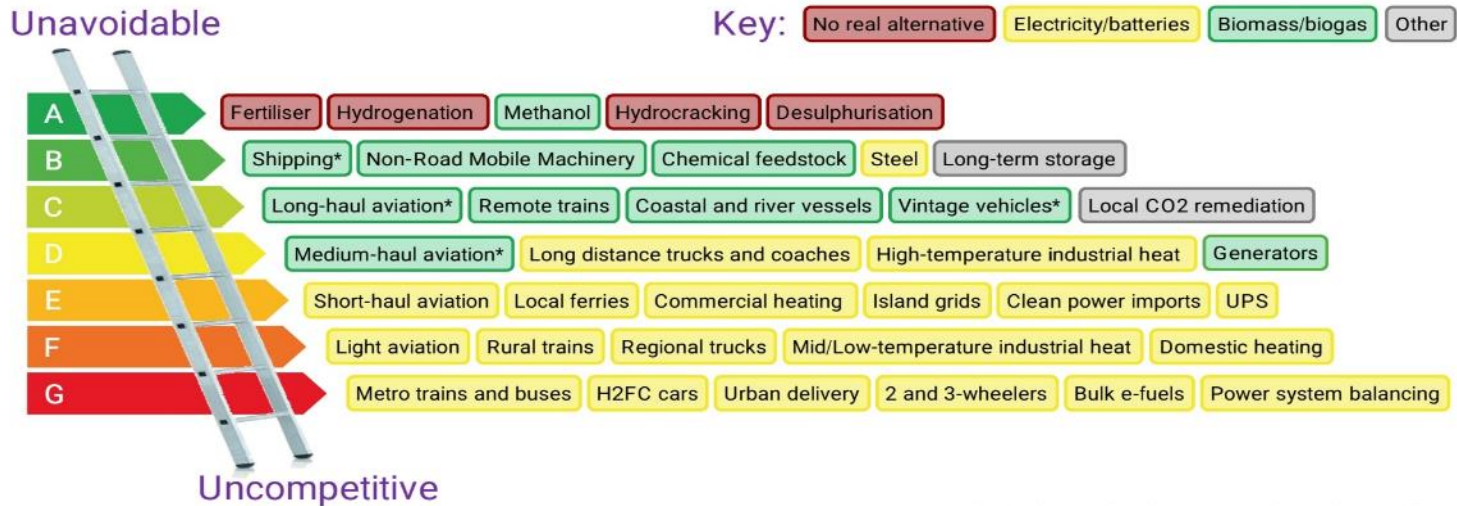 Unavoidable
Key: No real alternative Electricity/batteries Biomass/biogas Other
A Fertiliser Hydrogenation Methanol Hydrocracking Desulphurisation
B Shipping* Non-Road Mobile Machinery Chemical feedstock Steel Long-term storage
C Long-haul aviation* Remote trains Coastal and river vessels Vintage vehicles* Local CO2 remediation
D Medium-haul aviation* Long distance trucks and coaches High-temperature industrial heat Generators
E Short-haul aviation Local ferries Commercial heating Island grids Clean power imports UPS
F Light aviation Rural trains Regional trucks Mid/Low-temperature industrial heat Domestic heating
G Metro trains and buses H2FC cars Urban delivery 2 and 3-wheelers Bulk e-fuels Power system balancing
Uncompetitive